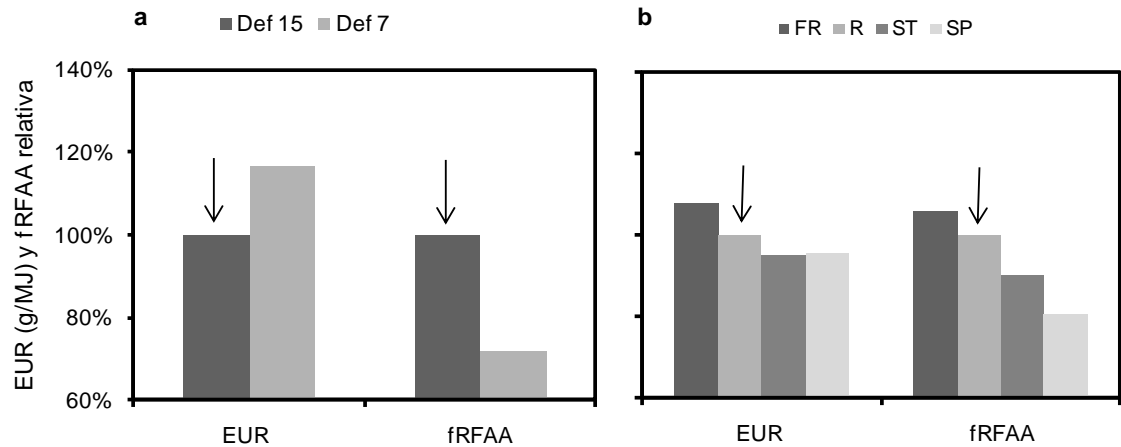 a
Def 15 Def 7
b
FR R ST SP
EUR (g/MJ) y fRFAA relativa
140%
120%
100%
80%
60%
EUR fRFAA
EUR fRFAA